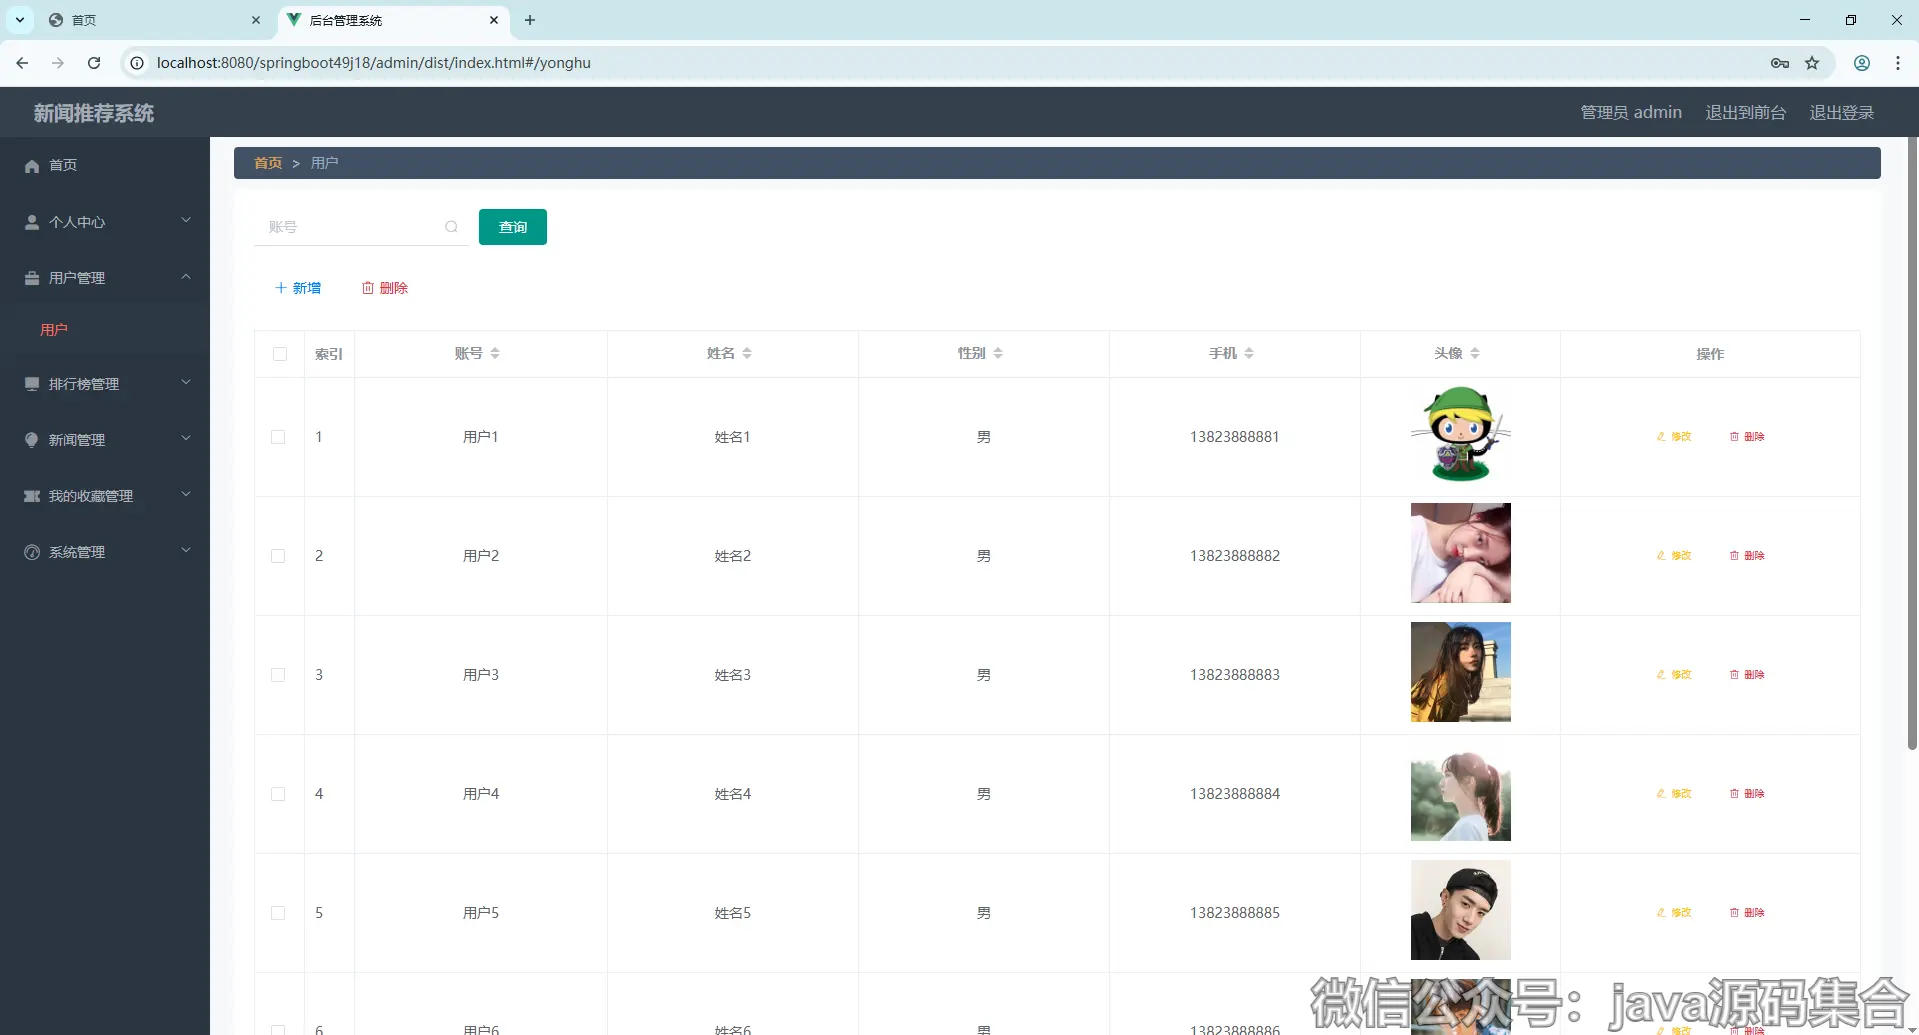 首页
后台管理系统
localhost:8080/springboot49j18/admin/dist/index.html#/yonghu
新闻推荐系统
管理员 admin 退出到前台 退出登录
首页
个人中心
用户管理
用户
排行榜管理
新闻管理
我的收藏管理
系统管理
首页 > 用户
账号 查询
新增 删除
索引 账号 姓名 性别 手机 头像 操作
1 用户1 姓名1 男 13823888881 修改 删除
2 用户2 姓名2 男 13823888882 修改 删除
3 用户3 姓名3 男 13823888883 修改 删除
4 用户4 姓名4 男 13823888884 修改 删除
5 用户5 姓名5 男 13823888885 修改 删除
6 用户6 姓名6 男 13823888886 修改 删除
微信公众号：java源码集合